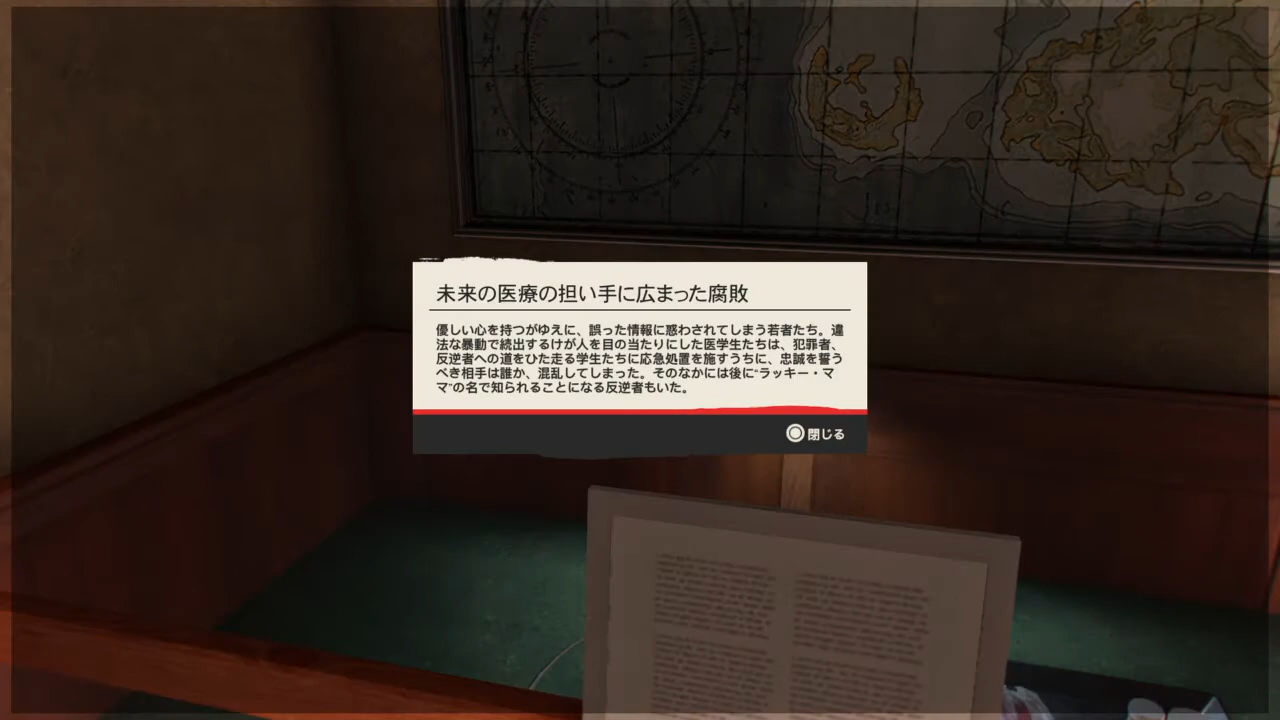 未来の医療の担い手に広まった腐敗
優しい心を持つがゆえに、誤った情報に惑わされてしまう若者たち。違
法な暴動で続出するけが人を目の当たりにした医学生たちは、犯罪者、
反逆者への道をひた走る学生たちに応急処置を施すうちに、忠誠を誓う
べき相手は誰か、混乱してしまった。そのなかには後に“ラッキー・マ
マ”の名で知られることになる反逆者もいた。
閉じる